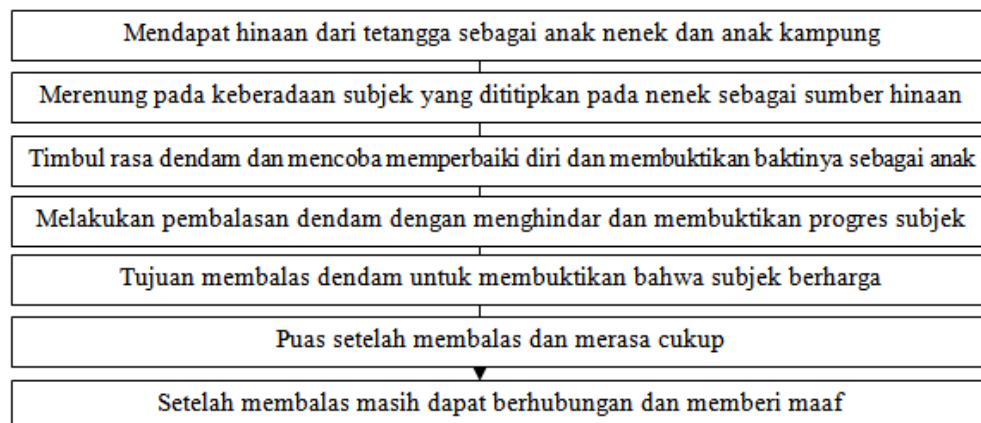 Mendapat hinaan dari tetangga sebagai anak nenek dan anak kampung
Merenung pada keberadaan subjek yang dititipkan pada nenek sebagai sumber hinaan
Timbul rasa dendam dan mencoba memperbaiki diri dan membuktikan baktinya sebagai anak
Melakukan pembalasan dendam dengan menghindar dan membuktikan progres subjek
Tujuan membalas dendam untuk membuktikan bahwa subjek berharga
Puas setelah membalas dan merasa cukup
Setelah membalas masih dapat berhubungan dan memberi maaf